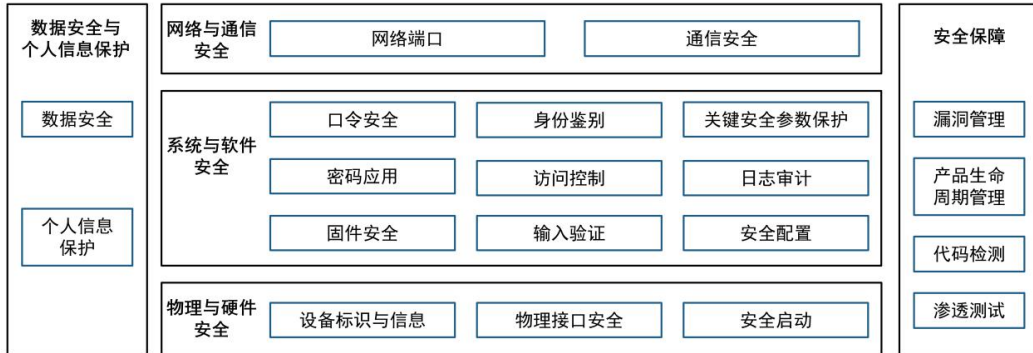 数据安全与
个人信息保护
数据安全
个人信息
保护
网络与通信
安全
网络端口
通信安全
系统与软件
安全
口令安全
身份鉴别
关键安全参数保护
密码应用
访问控制
日志审计
固件安全
输入验证
安全配置
物理与硬件
安全
设备标识与信息
物理接口安全
安全启动
安全保障
漏洞管理
产品生命
周期管理
代码检测
渗透测试